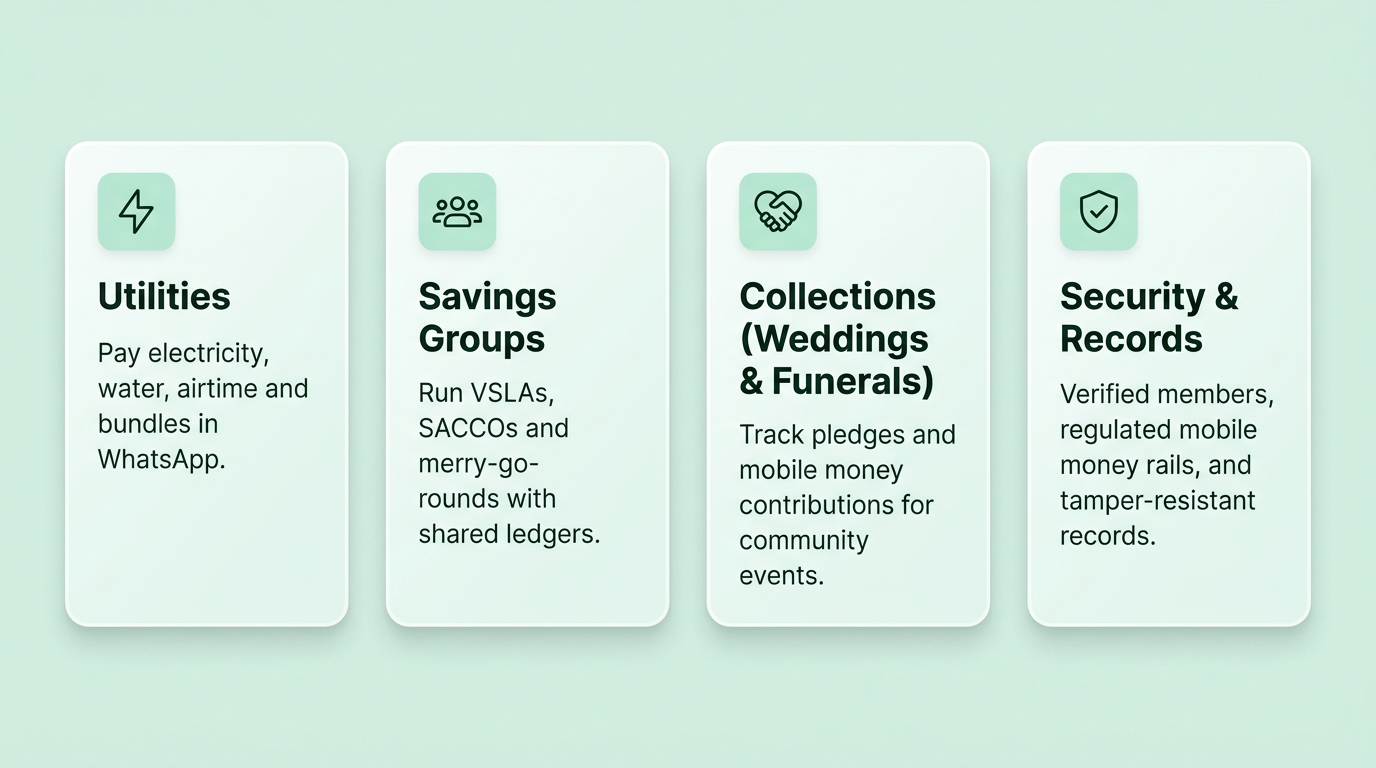 Utilities
Pay electricity,
water, airtime and
bundles in
WhatsApp.
Savings
Groups
Run VSLAs,
SACCOs and
merry-go-
rounds with
shared ledgers.
Collections
(Weddings
& Funerals)
Track pledges and
mobile money
contributions for
community
events.
Security &
Records
Verified members,
regulated mobile
money rails, and
tamper-resistant
records.